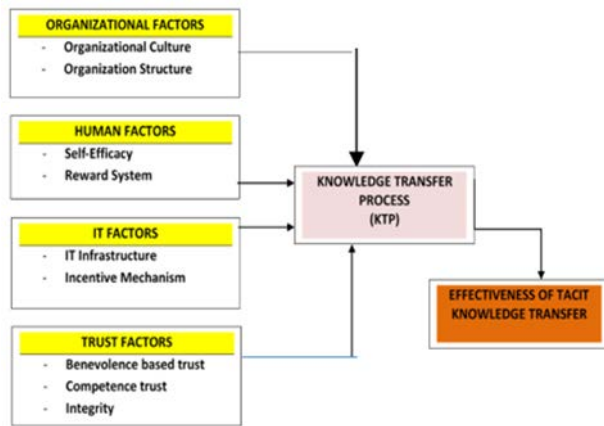 ORGANIZATIONAL FACTORS
- Organizational Culture
- Organization Structure
HUMAN FACTORS
- Self-Efficacy
- Reward System
IT FACTORS
- IT Infrastructure
- Incentive Mechanism
TRUST FACTORS
- Benevolence based trust
- Competence trust
- Integrity
KNOWLEDGE TRANSFER
PROCESS
(KTP)
EFFECTIVENESS OF TACIT
KNOWLEDGE TRANSFER